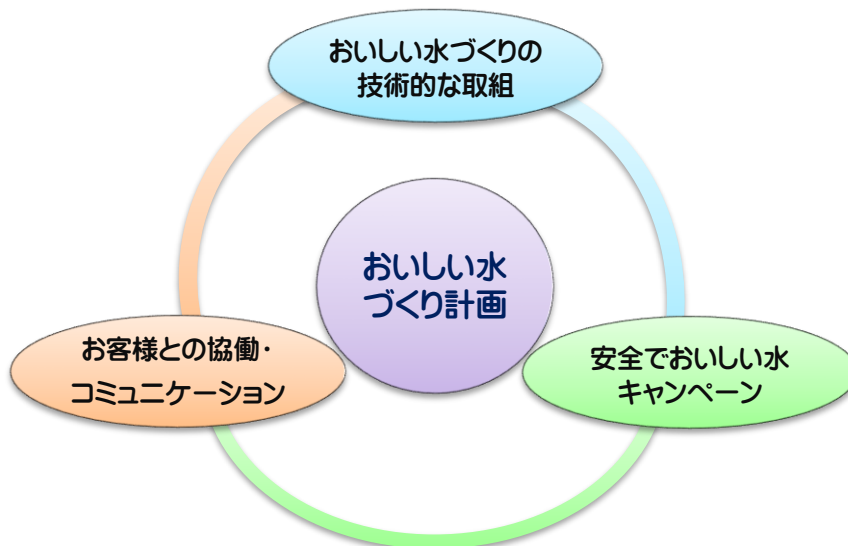 おいしい水づくりの
技術的な取組
おいしい水
づくり計画
お客様との協働・
コミュニケーション
安全でおいしい水
キャンペーン